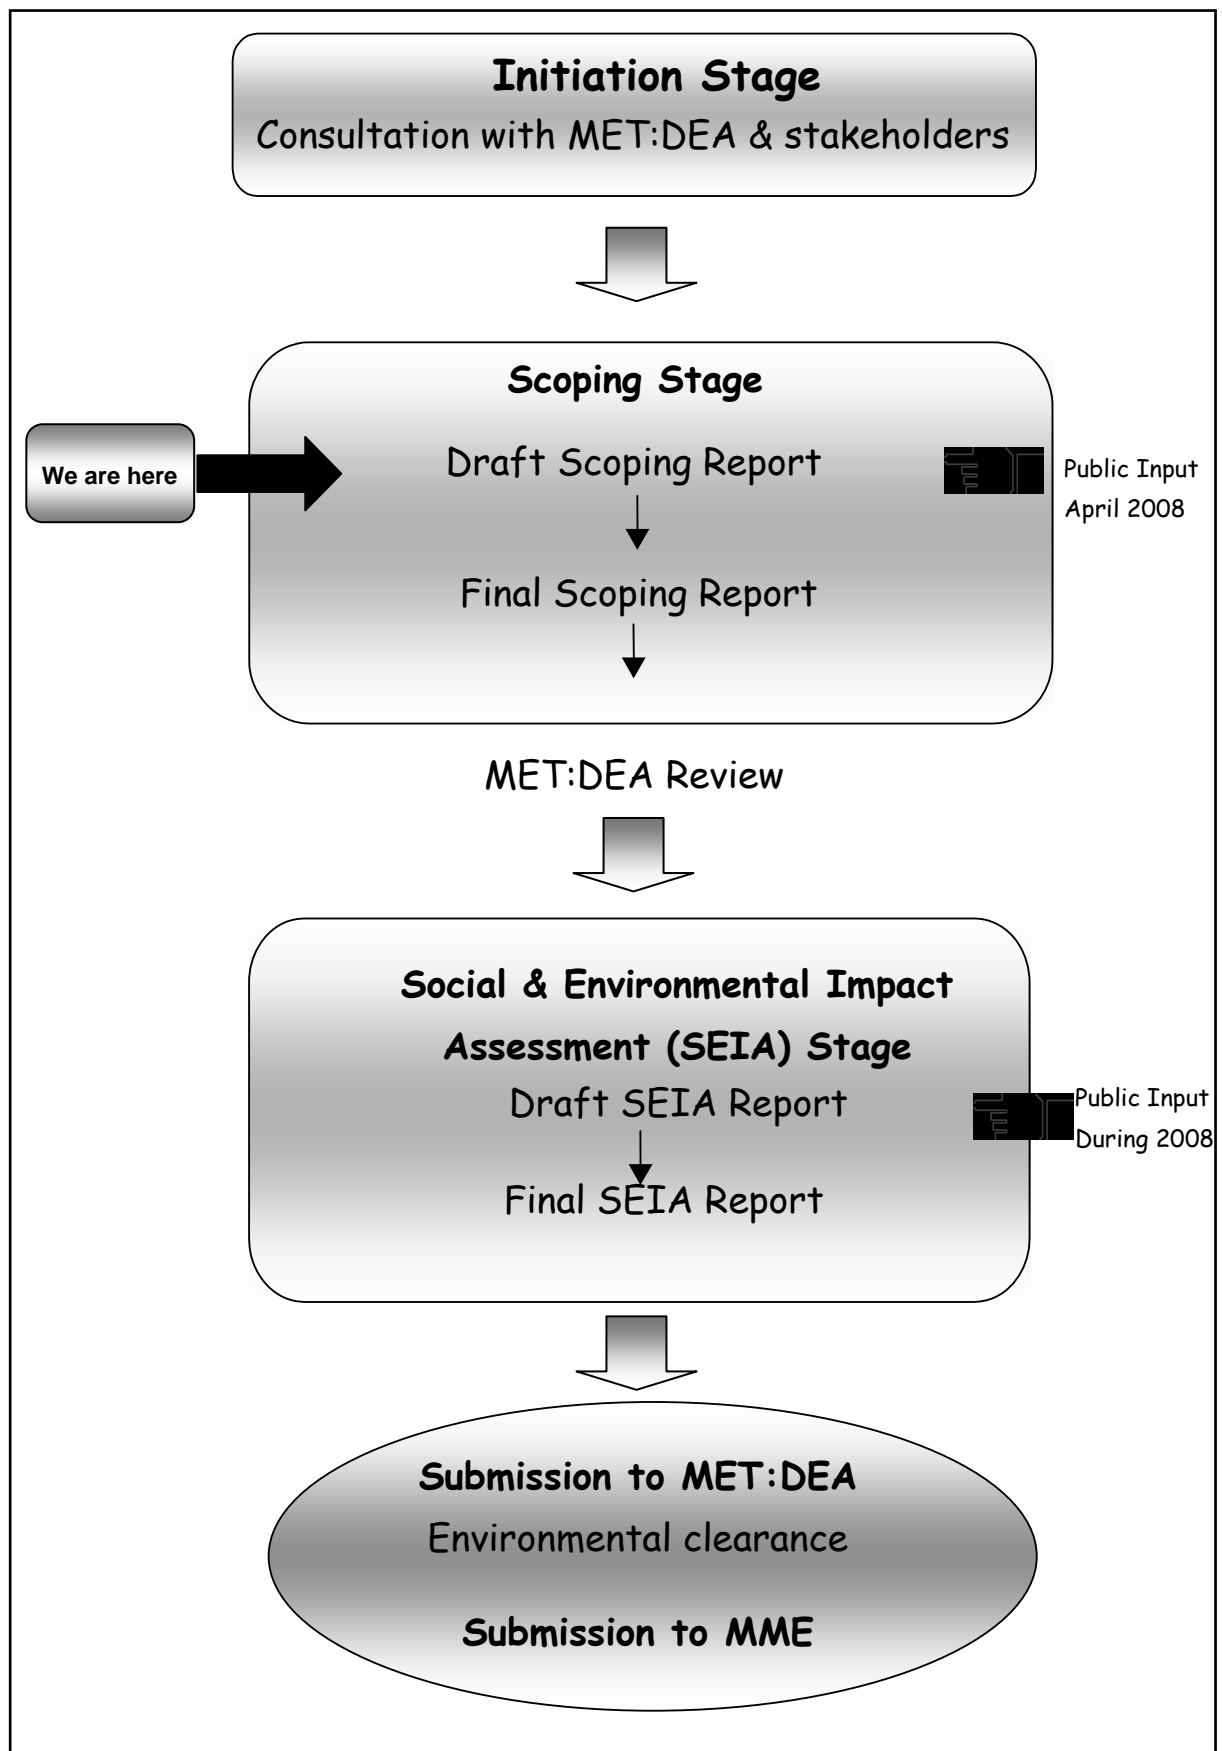 Initiation Stage
Consultation with MET:DEA & stakeholders
Scoping Stage
We are here
Draft Scoping Report
Public Input
April 2008
Final Scoping Report
MET:DEA Review
Social & Environmental Impact
Assessment (SEIA) Stage
Draft SEIA Report
Public Input
During 2008
Final SEIA Report
Submission to MET:DEA
Environmental clearance
Submission to MME